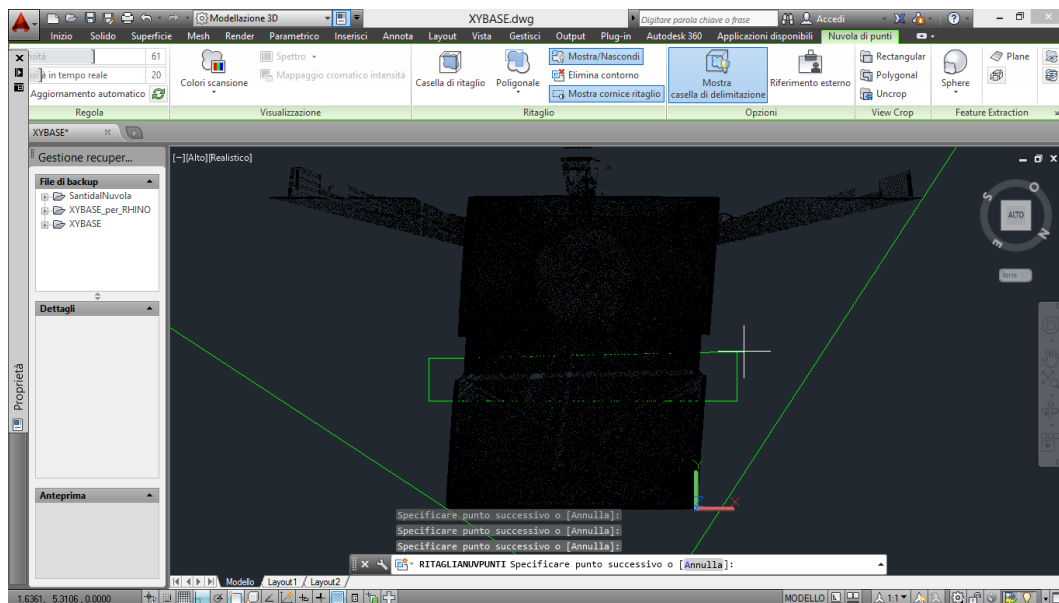 Modellazione 3D
XYBASE.dwg
Digitare parola chiave o frase
Accedi
Inizio Solido Superficie Mesh Render Parametrico Inserisci Annota Layout Vista Gestisci Output Plug-in Autodesk 360 Applicazioni disponibili Nuvola di punti
61
Spettro
Mostra/Nascondi
Rectangular
Plane
à in tempo reale 20
Colori scansione
Mappaggio cromatico intensità
Casella di ritaglio
Poligonale
Elimina contorno
Mostra casella di delimitazione
Riferimento esterno
Polygonal
Sphere
Aggiornamento automatico
Mostra cornice ritaglio
Uncrop
Regola
Visualizzazione
Ritaglio
Opzioni
View Crop
Feature Extraction
XYBASE*
Gestione recuper...
[−][Alto][Realistico]
File di backup
SantidalNuvola
XYBASE_per_RHINO
XYBASE
O
S
ALTO
N
E
Dettagli
Proprietà
Anteprima
Y
X
Specificare punto successivo o [Annulla]:
Specificare punto successivo o [Annulla]:
Specificare punto successivo o [Annulla]:
RITAGLIANUVPUNTI Specificare punto successivo o [Annulla]:
Modello Layout1 Layout2
1.6361, 5.3106, 0.0000
MODELLO
1:1